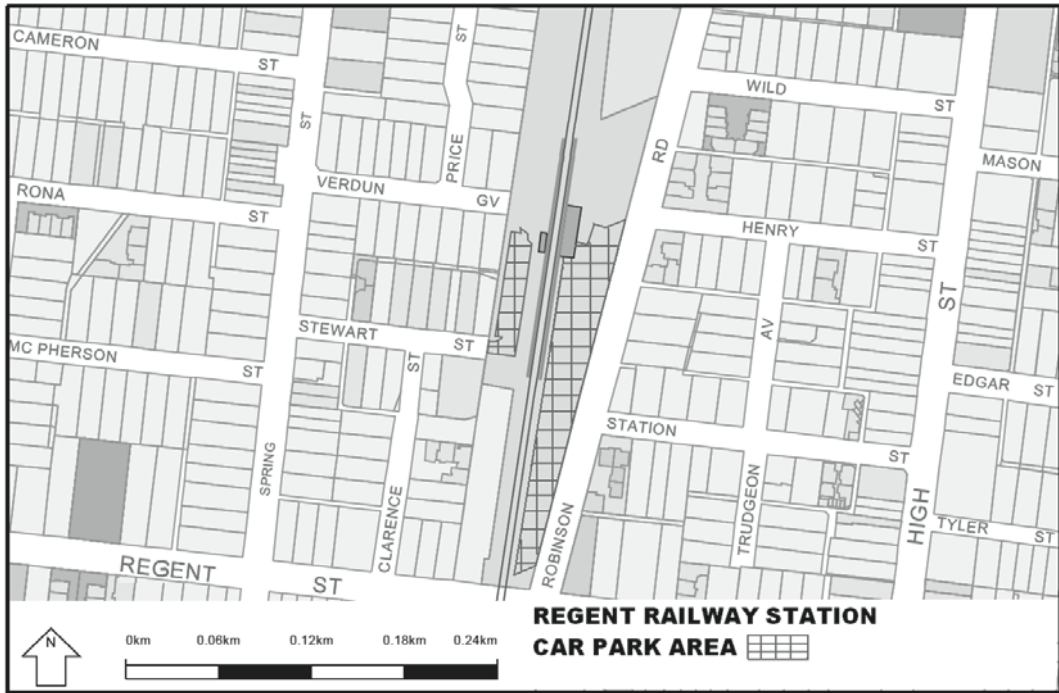 CAMERON ST
ST
ST
WILD ST
PRICE
RD
MASON
VERDUN GV
RONA ST
HENRY ST
ST
STEWART ST
AV
MC PHERSON ST
ST
EDGAR ST
STATION ST
SPRING
CLARENCE
TRUDGEON
HIGH
TYLER ST
ROBINSON
REGENT ST
N
0km 0.06km 0.12km 0.18km 0.24km
REGENT RAILWAY STATION
CAR PARK AREA